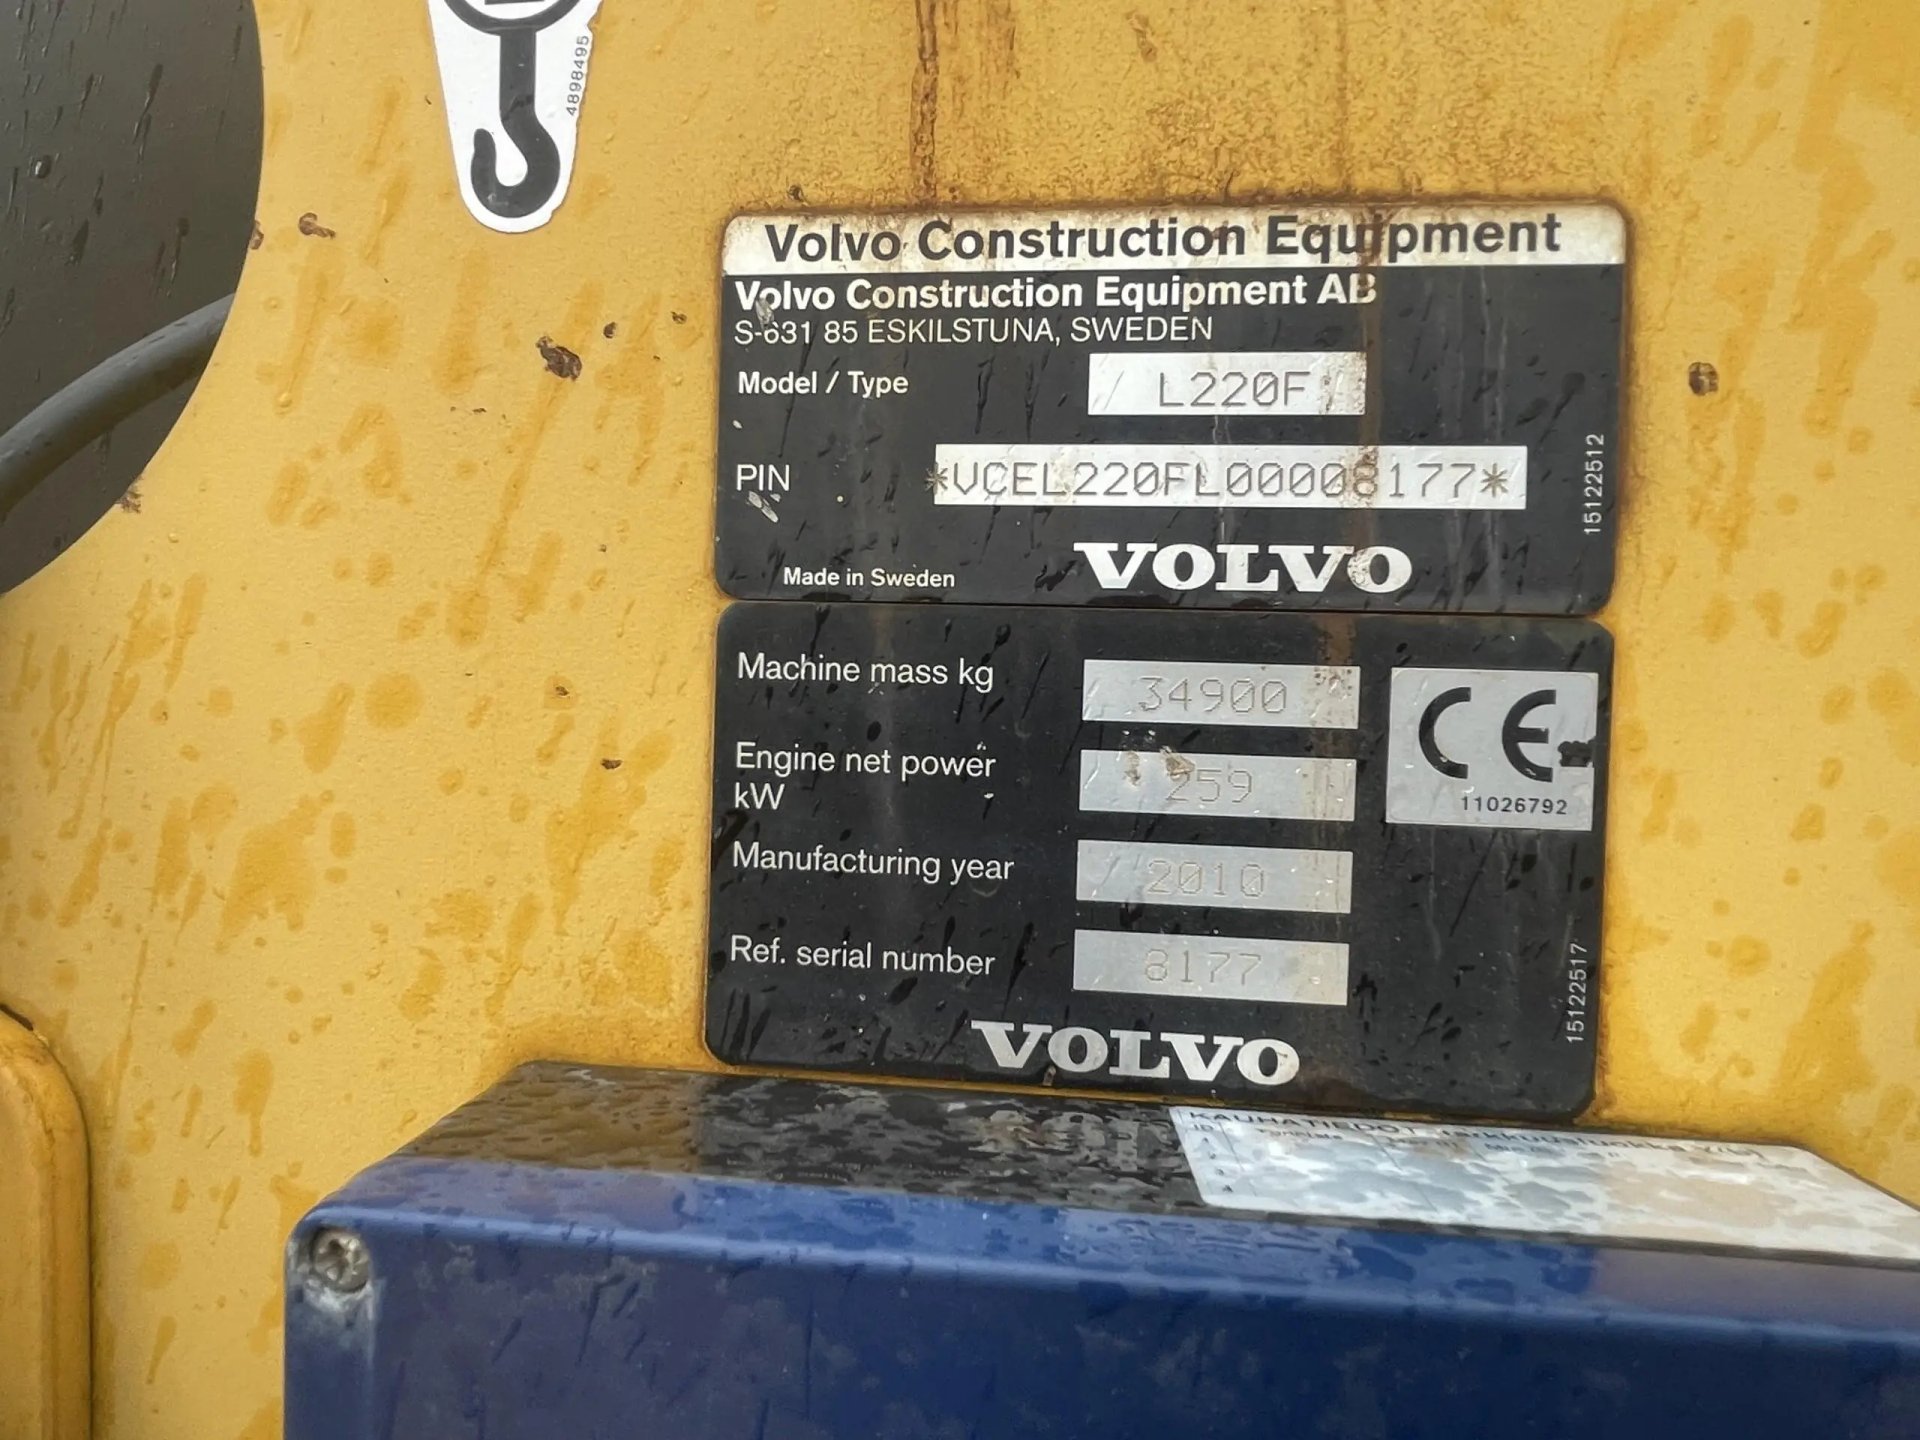 4898495
Volvo Construction Equipment
Volvo Construction Equipment AB
S-631 85 ESKILSTUNA, SWEDEN
Model / Type L220F
PIN *VCEL220FL00008177*
15122512
Made in Sweden VOLVO
Machine mass kg 34900
CE
Engine net power 259
kW
11026792
Manufacturing year 2010
Ref. serial number 8177
15122517
VOLVO
KAUHATIEDOT
ID